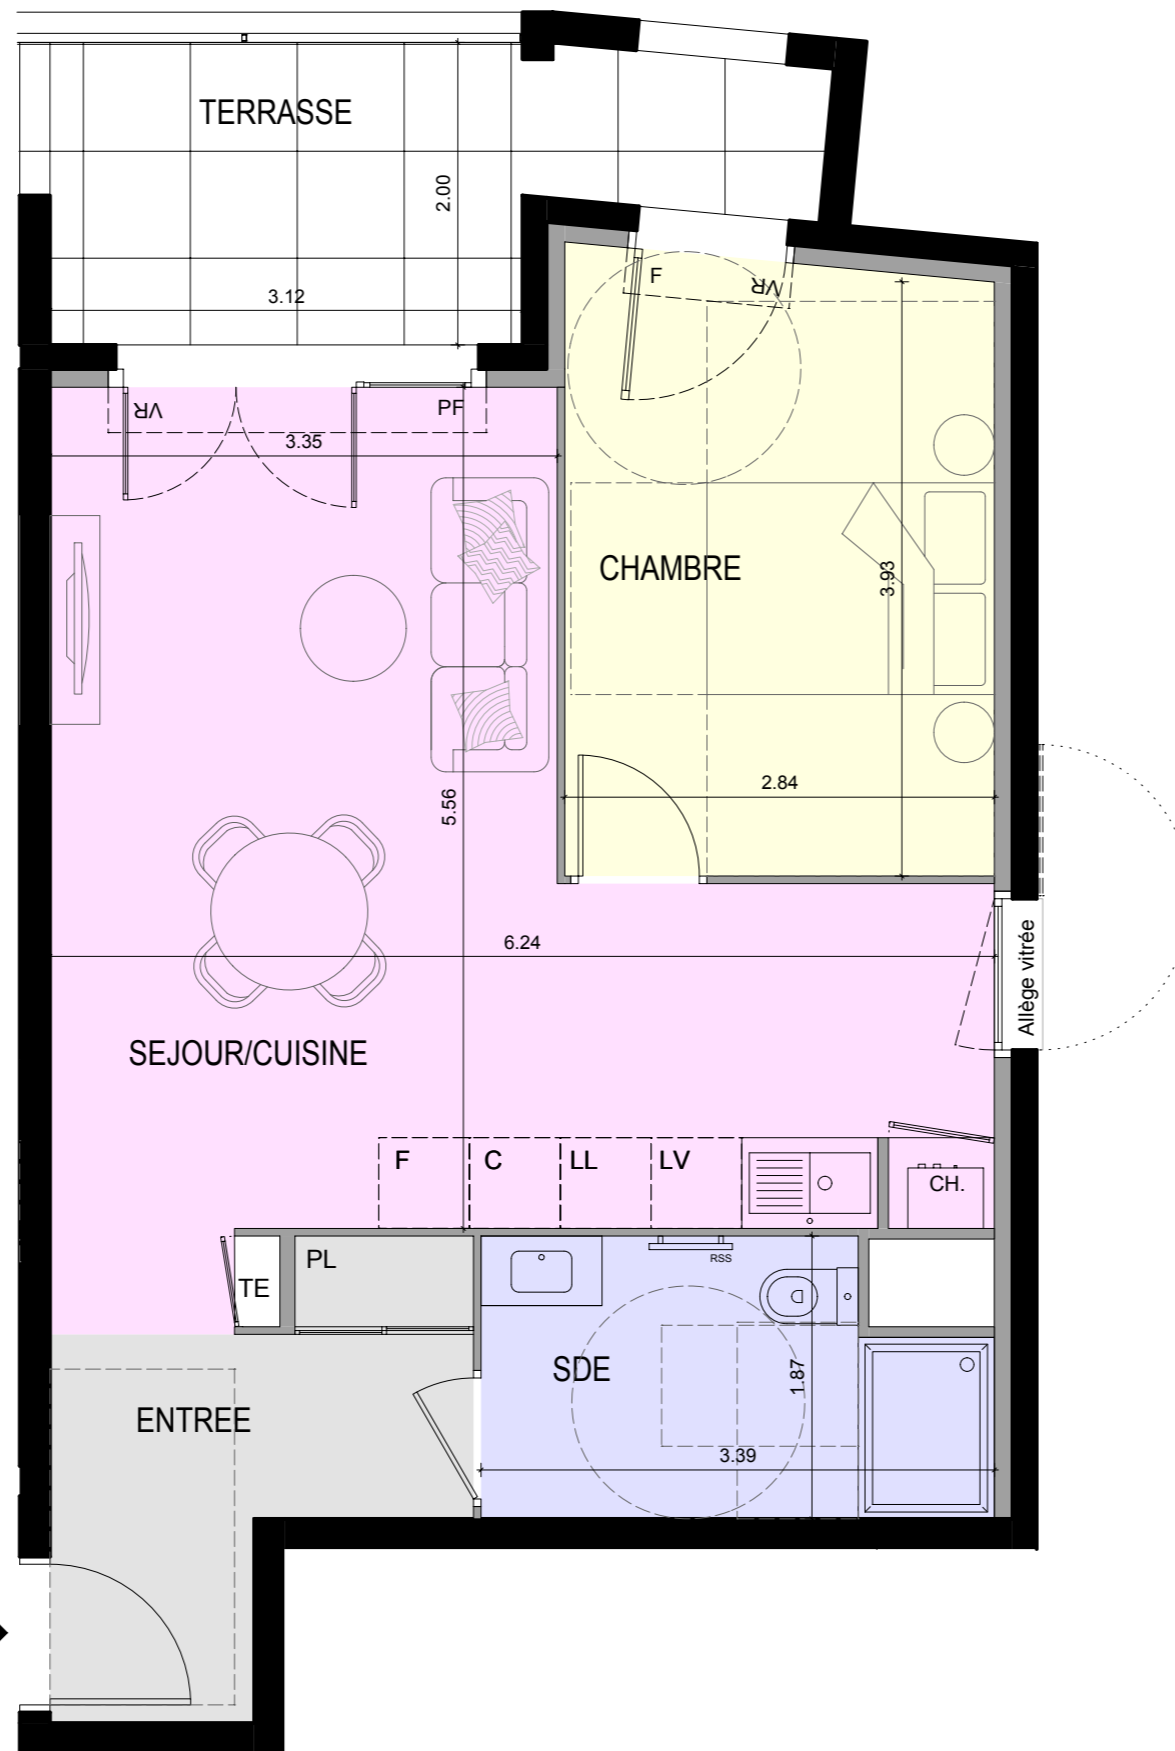 TERRASSE
2.00
3.12
F
VR
VR
PF
3.35
CHAMBRE
3.93
2.84
5.56
6.24
Allège vitrée
SEJOUR/CUISINE
F
C
LL
LV
CH.
TE
PL
RSS
SDE
1.87
3.39
ENTREE